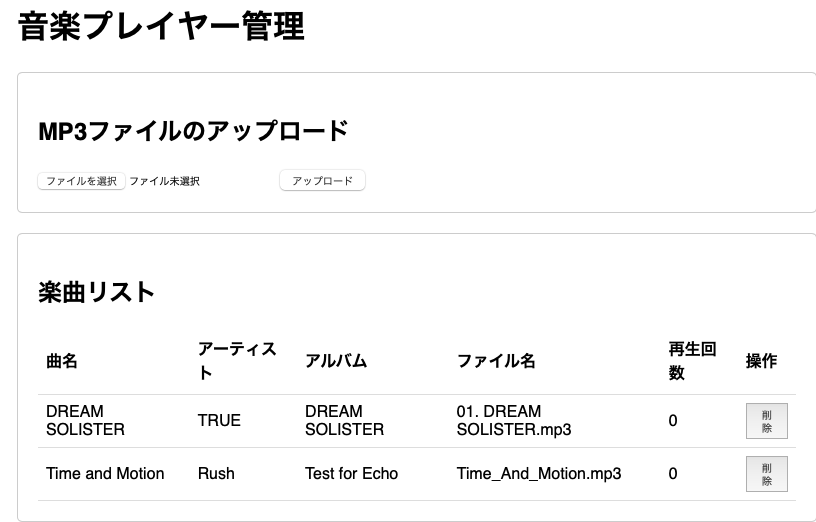 音楽プレイヤー管理
MP3ファイルのアップロード
ファイルを選択 ファイル未選択 アップロード
楽曲リスト
曲名 アーティスト アルバム ファイル名 再生回数 操作
DREAM SOLISTER TRUE DREAM SOLISTER 01. DREAM SOLISTER.mp3 0 削除
Time and Motion Rush Test for Echo Time_And_Motion.mp3 0 削除